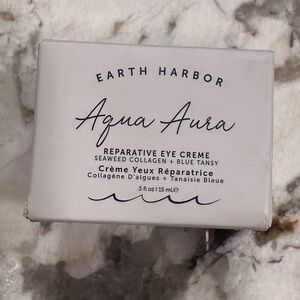 EARTH HARBOR
Aqua Aura
REPARATIVE EYE CREME
SEAWEED COLLAGEN + BLUE TANSY
Crème Yeux Réparatrice
Collagène D'algues + Tanaisie Bleue
.5 fl oz | 15 mL e